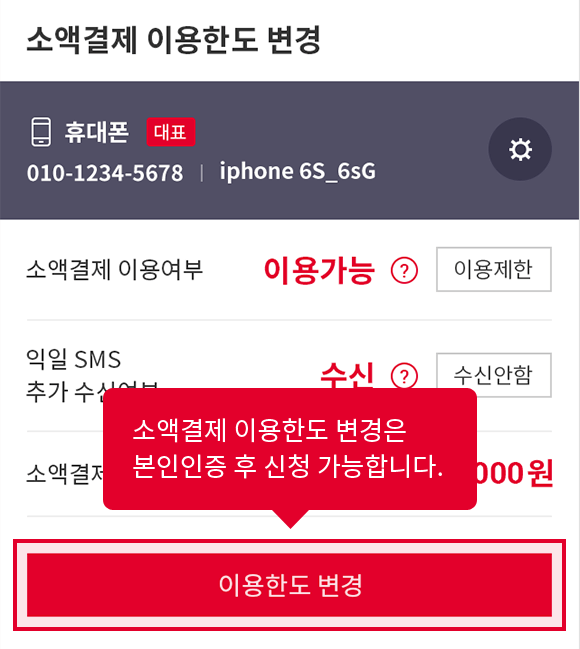 소액결제 이용한도 변경
휴대폰 대표
010-1234-5678 | iphone 6S_6sG
소액결제 이용여부 이용가능 ? 이용제한
익일 SMS
추가 수신여부 수신 ? 수신안함
소액결제 이용한도 변경은
본인인증 후 신청 가능합니다.
소액결제 000원
이용한도 변경